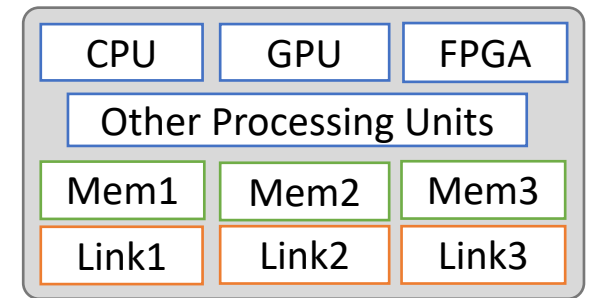 CPU GPU FPGA
Other Processing Units
Mem1 Mem2 Mem3
Link1 Link2 Link3